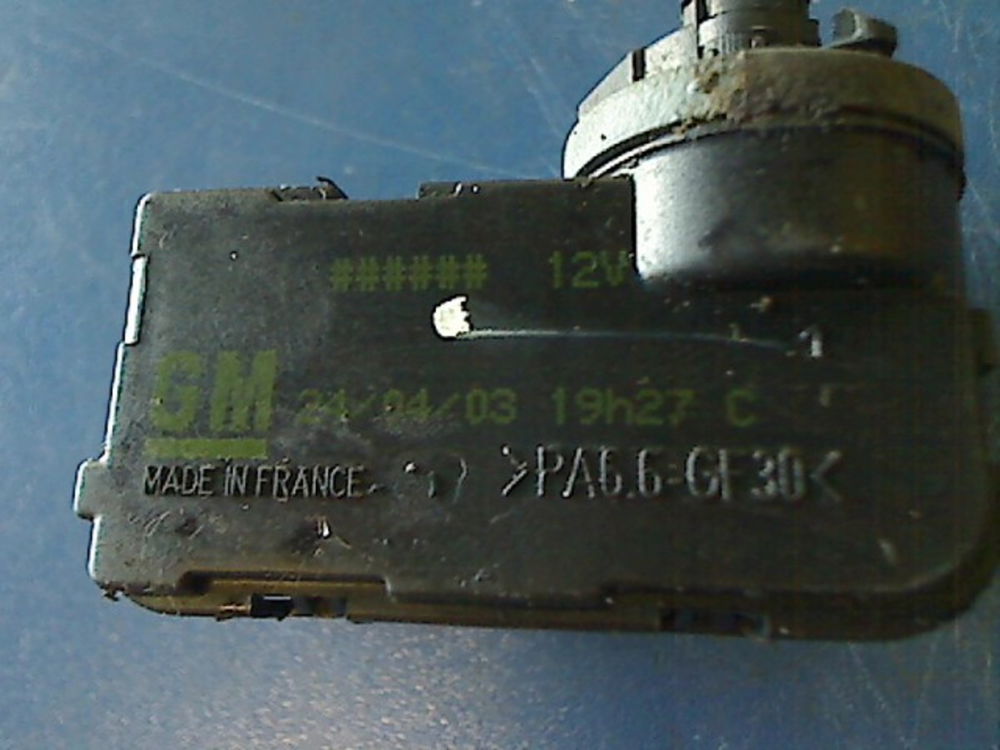 ###### 12V
GM 24/04/03 19h27 C
MADE IN FRANCE >PA6.6-GF30<